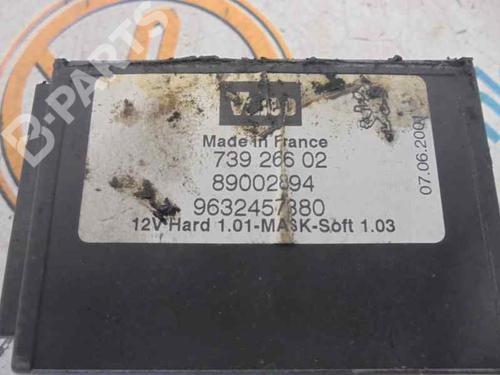 Valeo
Made in France
739 266 02
89002894
9632457380
12V Hard 1.01-MASK-Soft 1.03
07.06.2001
B-PARTS